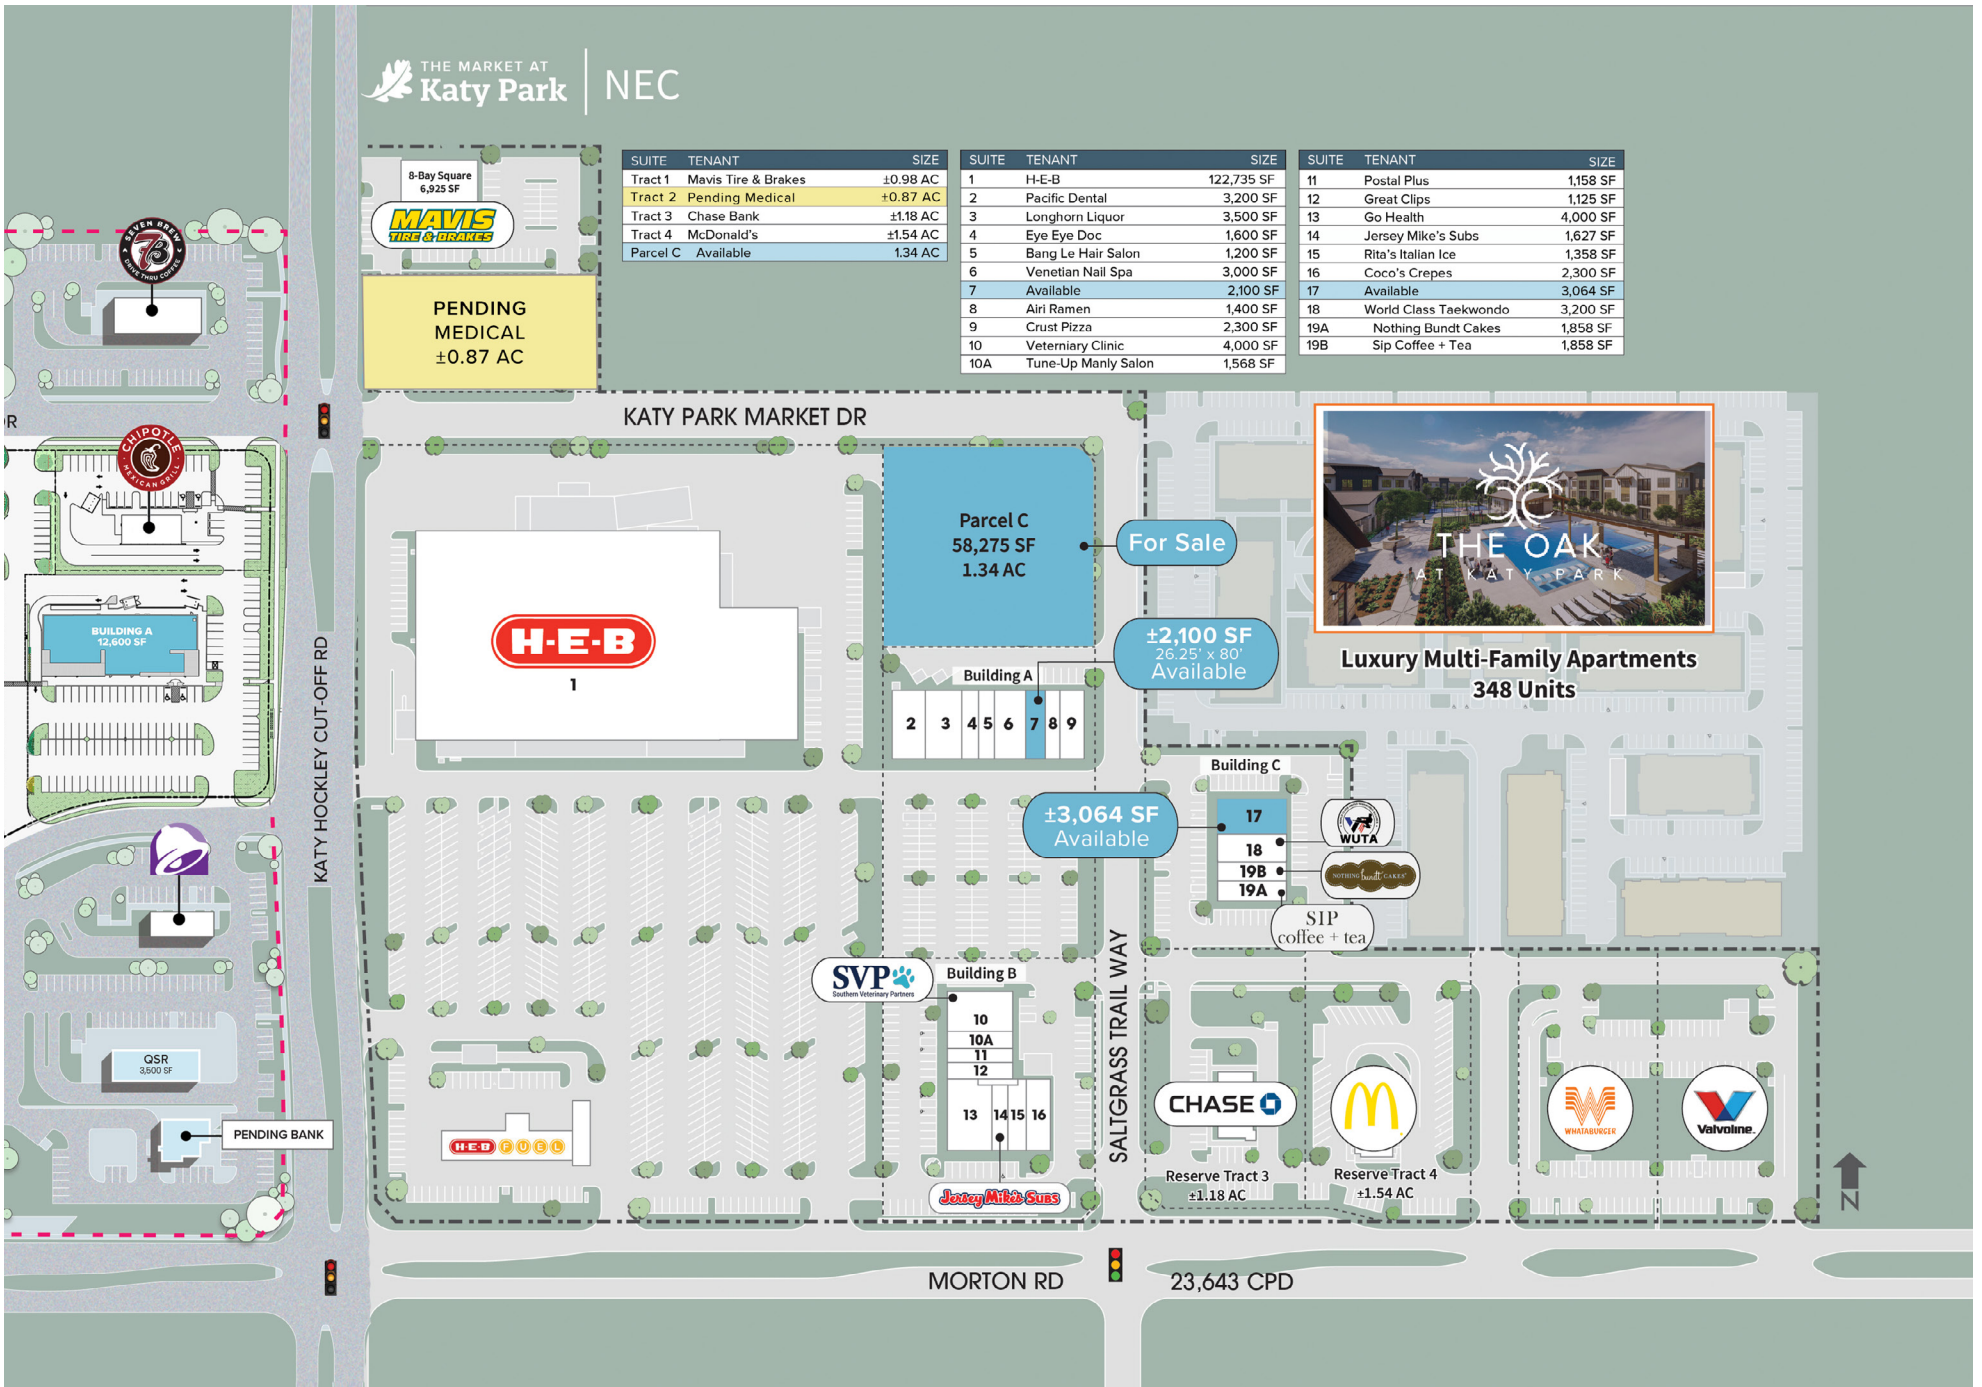 THE MARKET AT
Katy Park
NEC
SUITE TENANT SIZE
Tract 1 Mavis Tire & Brakes ±0.98 AC
Tract 2 Pending Medical ±0.87 AC
Tract 3 Chase Bank ±1.18 AC
Tract 4 McDonald's ±1.54 AC
Parcel C Available 1.34 AC
SUITE TENANT SIZE
1 H-E-B 122,735 SF
2 Pacific Dental 3,200 SF
3 Longhorn Liquor 3,500 SF
4 Eye Eye Doc 1,600 SF
5 Bang Le Hair Salon 1,200 SF
6 Venetian Nail Spa 3,000 SF
7 Available 2,100 SF
8 Airi Ramen 1,400 SF
9 Crust Pizza 2,300 SF
10 Veterniary Clinic 4,000 SF
10A Tune-Up Manly Salon 1,568 SF
SUITE TENANT SIZE
11 Postal Plus 1,158 SF
12 Great Clips 1,125 SF
13 Go Health 4,000 SF
14 Jersey Mike's Subs 1,627 SF
15 Rita's Italian Ice 1,358 SF
16 Coco's Crepes 2,300 SF
17 Available 3,064 SF
18 World Class Taekwondo 3,200 SF
19A Nothing Bundt Cakes 1,858 SF
19B Sip Coffee + Tea 1,858 SF
8-Bay Square
6,925 SF
MAVIS
TIRE & BRAKES
SEVEN BREW
7B
DRIVE THRU COFFEE
PENDING
MEDICAL
±0.87 AC
DR
KATY PARK MARKET DR
CHIPOTLE
MEXICAN GRILL
Parcel C
58,275 SF
1.34 AC
For Sale
THE OAK
AT KATY PARK
Luxury Multi-Family Apartments
348 Units
BUILDING A
12,600 SF
H-E-B
1
±2,100 SF
26.25' x 80'
Available
Building A
2 3 4 5 6 7 8 9
KATY HOCKLEY CUT-OFF RD
Building C
±3,064 SF
Available
17
18
19B
19A
WUTA
NOTHING bundt CAKES
SIP
coffee + tea
SVP
Southern Veterinary Partners
Building B
10
10A
11
12
13 14 15 16
Jersey Mike's SUBS
SALTGRASS TRAIL WAY
QSR
3,500 SF
PENDING BANK
H-E-B FUEL
CHASE
Reserve Tract 3
±1.18 AC
Reserve Tract 4
±1.54 AC
WHATABURGER
Valvoline.
N
MORTON RD
23,643 CPD